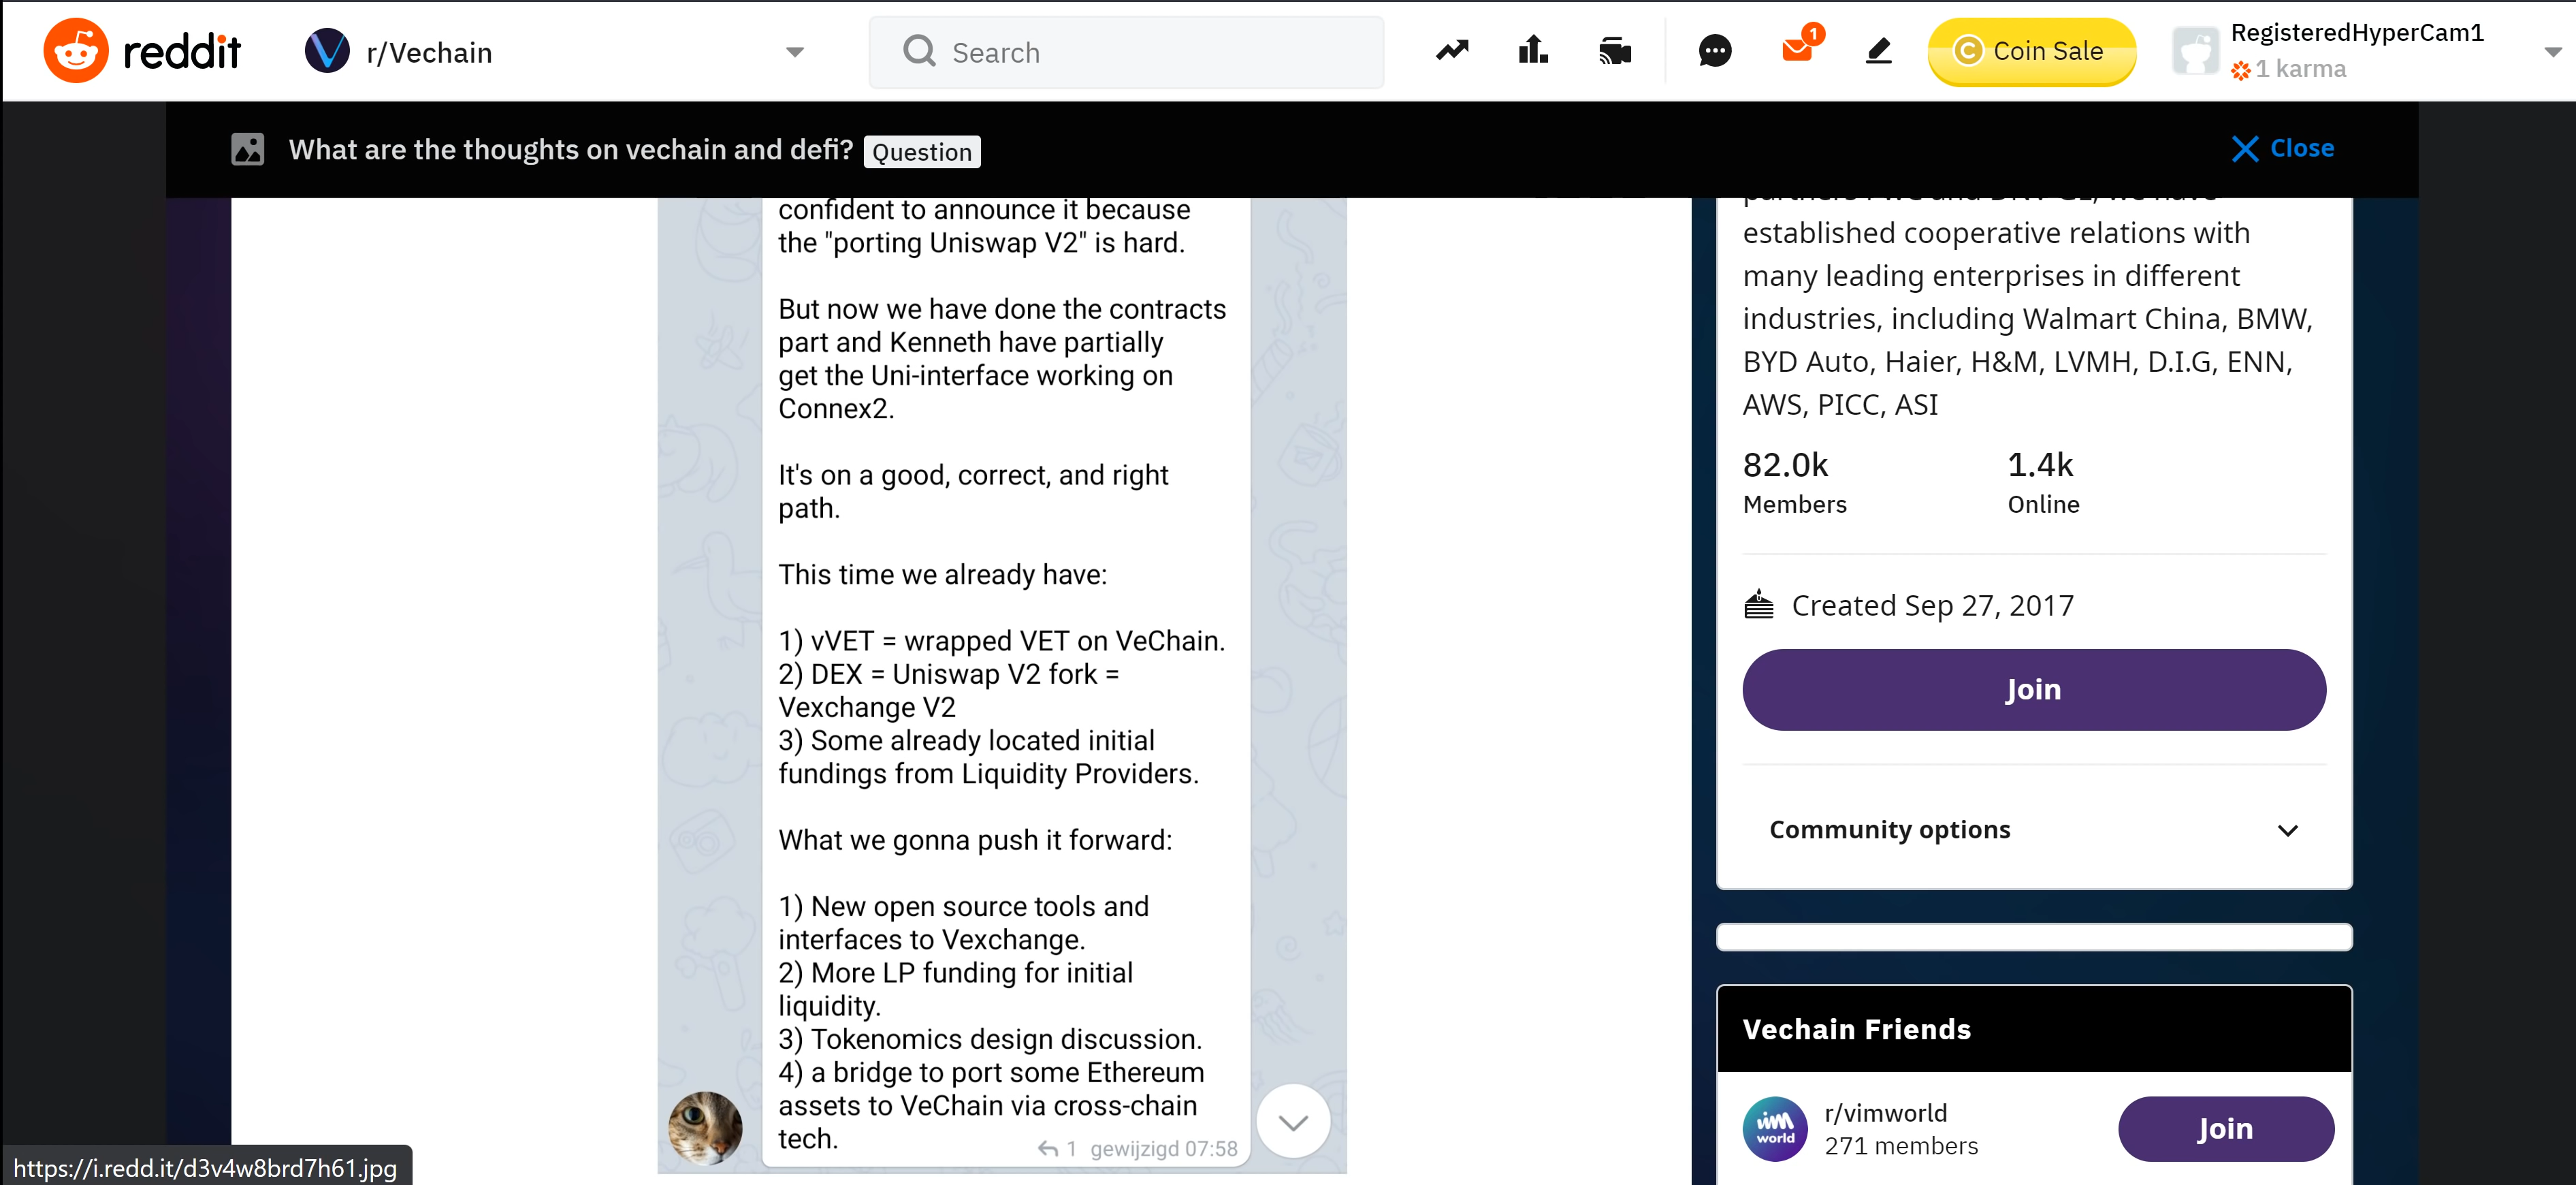 reddit
r/Vechain
Search
1
Coin Sale
RegisteredHyperCam1
1 karma
What are the thoughts on vechain and defi?
Question
Close
confident to announce it because
the "porting Uniswap V2" is hard.
But now we have done the contracts
part and Kenneth have partially
get the Uni-interface working on
Connex2.
It's on a good, correct, and right
path.
This time we already have:
1) vVET = wrapped VET on VeChain.
2) DEX = Uniswap V2 fork =
Vexchange V2
3) Some already located initial
fundings from Liquidity Providers.
What we gonna push it forward:
1) New open source tools and
interfaces to Vexchange.
2) More LP funding for initial
liquidity.
3) Tokenomics design discussion.
4) a bridge to port some Ethereum
assets to VeChain via cross-chain
tech.
1 gewijzigd 07:58
established cooperative relations with
many leading enterprises in different
industries, including Walmart China, BMW,
BYD Auto, Haier, H&M, LVMH, D.I.G, ENN,
AWS, PICC, ASI
82.0k
Members
1.4k
Online
Created Sep 27, 2017
Join
Community options
Vechain Friends
vim
world
r/vimworld
271 members
Join
https://i.redd.it/d3v4w8brd7h61.jpg